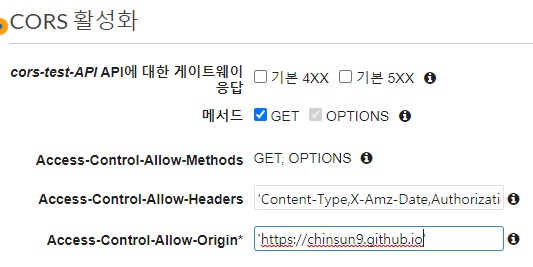 CORS 활성화
cors-test-API API에 대한 게이트웨이 응답
기본 4XX 기본 5XX
메서드 GET OPTIONS
Access-Control-Allow-Methods GET, OPTIONS
Access-Control-Allow-Headers 'Content-Type,X-Amz-Date,Authorizati
Access-Control-Allow-Origin* 'https://chinsun9.github.io'